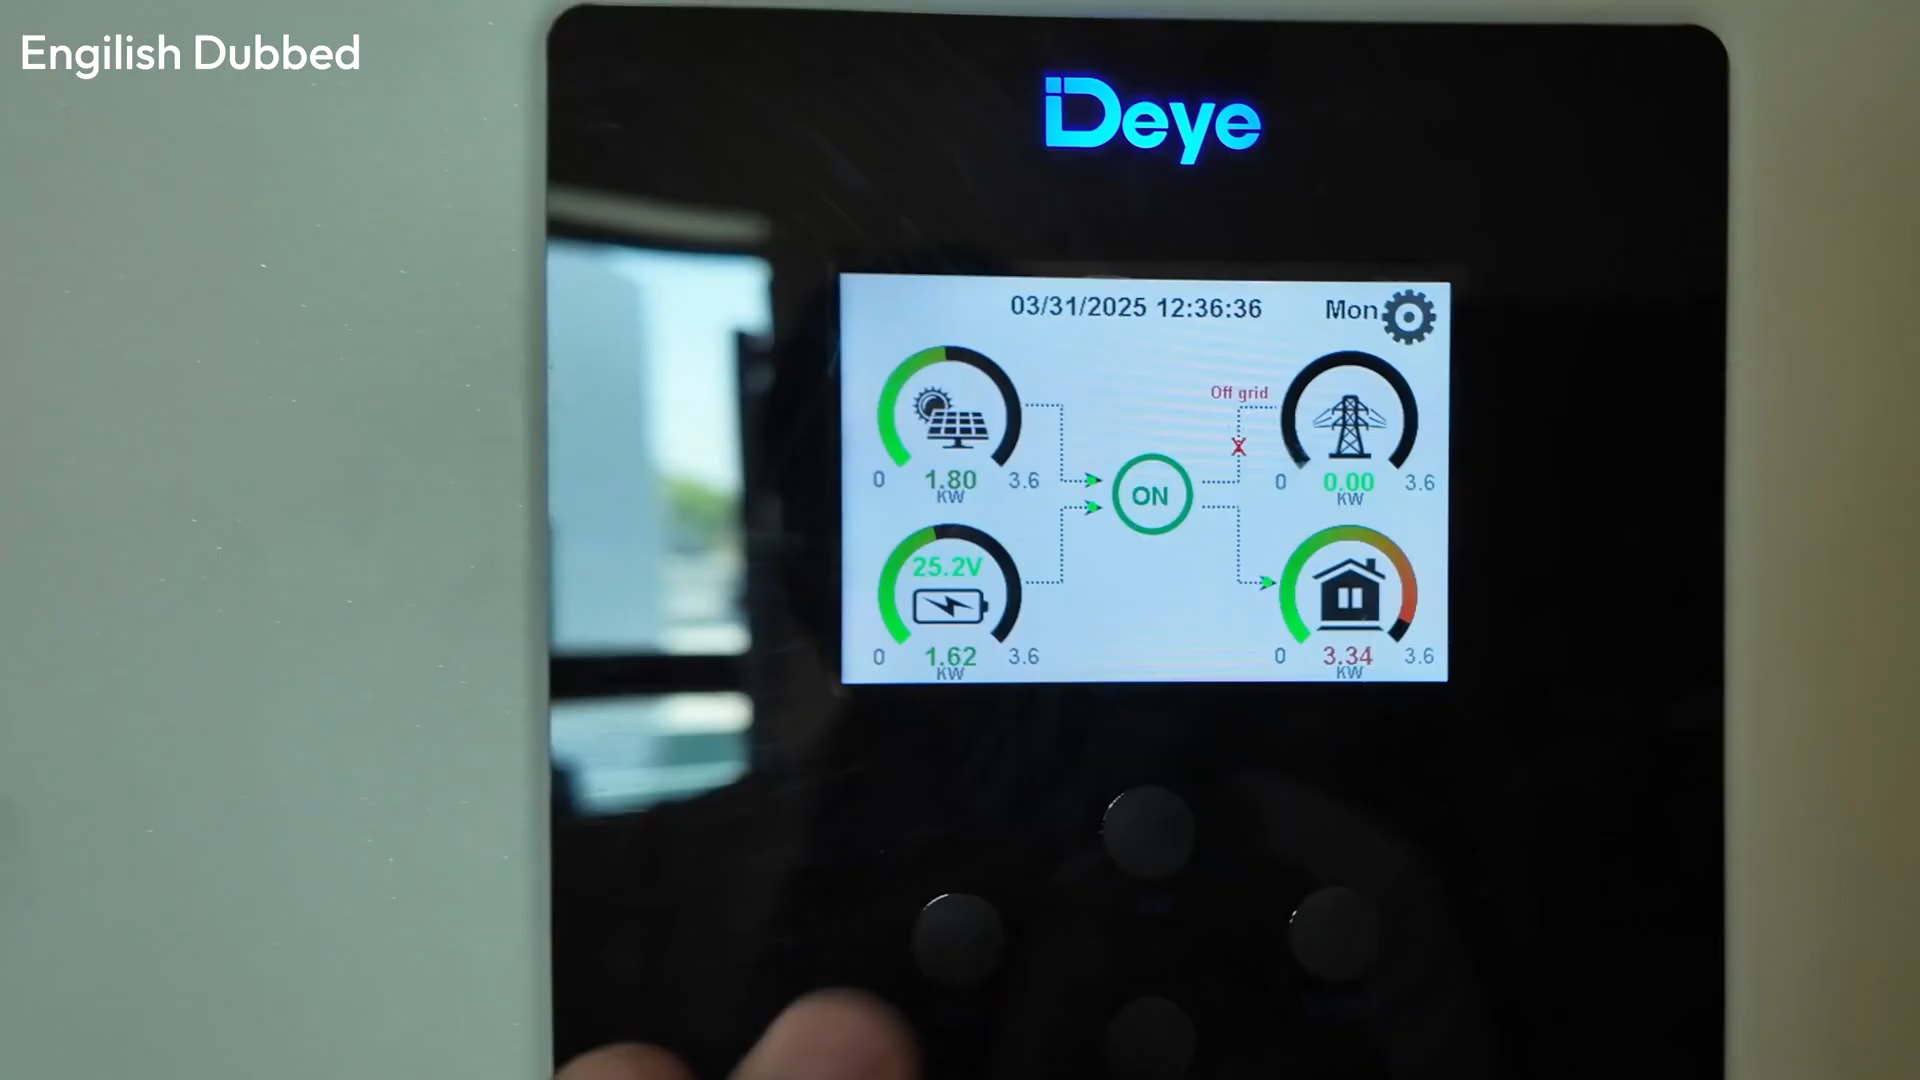 Engilish Dubbed
Deye
03/31/2025 12:36:36 Mon
Off grid
0 1.80 3.6
KW
0 0.00 3.6
KW
ON
25.2V
0 1.62 3.6
KW
0 3.34 3.6
KW